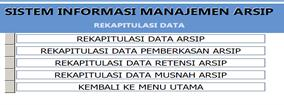 SISTEM INFORMASI MANAJEMEN ARSIP
REKAPITULASI DATA
REKAPITULASI DATA ARSIP
REKAPITULASI DATA PEMBERKASAN ARSIP
REKAPITULASI DATA RETENSI ARSIP
REKAPITULASI DATA MUSNAH ARSIP
KEMBALI KE MENU UTAMA